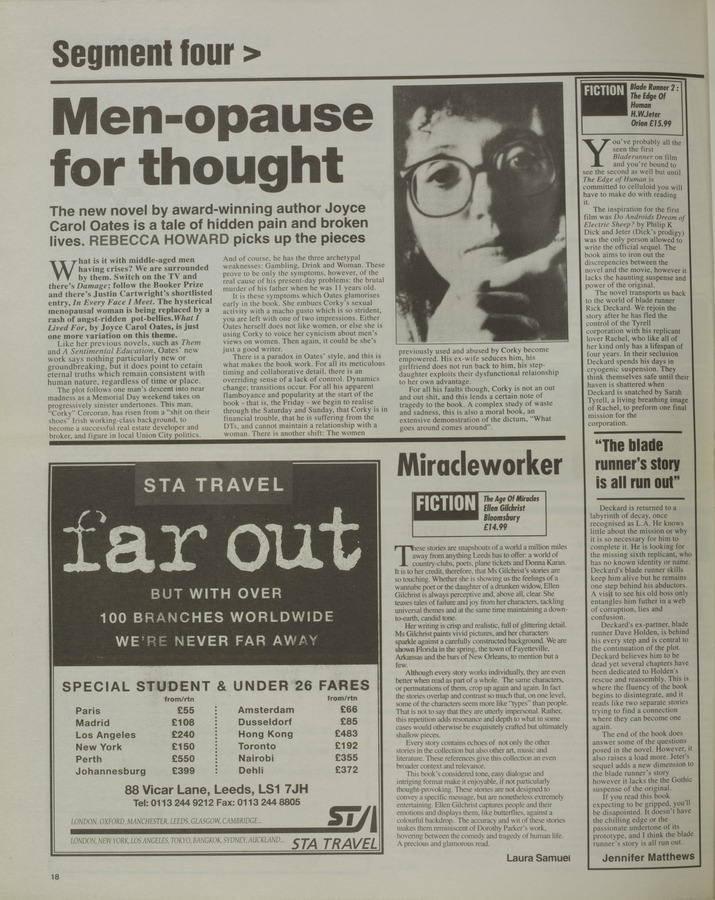 Segment four >
Men-opause
for thought
The new novel by award-winning author Joyce
Carol Oates is a tale of hidden pain and broken
lives. REBECCA HOWARD picks up the pieces
What is it with middle-aged men
having crises? We are surrounded
by them. Switch on the TV and
there's Damage; follow the Booker Prize
and there's Justin Cartwright's shortlisted
entry, In Every Face I Meet. The hysterical
menopausal woman is being replaced by a
rash of angst-ridden pot-bellies. What I
Lived For, by Joyce Carol Oates, is just
one more variation on this theme.
Like her previous novels, such as Them
and A Sentimental Education, Oates' new
work says nothing particularly new or
groundbreaking, but it does point to cetain
eternal truths which remain consistent with
human nature, regardless of time or place.
The plot follows one man's descent into near
madness as a Memorial Day weekend takes on
progressively sinister undertones. This man,
"Corky" Corcoran, has risen from a "shit on their
shoes" Irish working-class background, to
become a successful real estate developer and
broker, and figure in local Union City politics.
And of course, he has the three archetypal
weaknesses: Gambling, Drink and Woman. These
prove to be only the symptoms, however, of the
real cause of his present-day problems: the brutal
murder of his father when he was 11 years old.
It is these symptoms which Oates glamorises
early in the book. She embues Corky's sexual
activity with a macho gusto which is so strident,
you are left with one of two impressions. Either
Oates herself does not like women, or else she is
using Corky to voice her cynicism about men's
views on women. Then again, it could be she's
just a good writer.
There is a paradox in Oates' style, and this is
what makes the book work. For all its meticulous
timing and collaborative detail, there is an
overriding sense of a lack of control. Dynamics
change; transitions occur. For all his apparent
flamboyance and popularity at the start of the
book – that is, the Friday – we begin to realise
through the Saturday and Sunday, that Corky is in
financial trouble, that he is suffering from the
DTs, and cannot maintain a relationship with a
woman. There is another shift: The women
previously used and abused by Corky become
empowered. His ex-wife seduces him, his
girlfriend does not run back to him, his step-
daughter exploits their dysfunctional relationship
to her own advantage.
For all his faults though, Corky is not an out
and out shit, and this lends a certain note of
tragedy to the book. A complex study of waste
and sadness, this is also a moral book, an
extensive demonstration of the dictum, "What
goes around comes around".
STA TRAVEL
far out
BUT WITH OVER
100 BRANCHES WORLDWIDE
WE'RE NEVER FAR AWAY
SPECIAL STUDENT & UNDER 26 FARES
from/rtn from/rtn
Paris £55 Amsterdam £66
Madrid £108 Dusseldorf £85
Los Angeles £240 Hong Kong £483
New York £150 Toronto £192
Perth £550 Nairobi £355
Johannesburg £399 Dehli £372
88 Vicar Lane, Leeds, LS1 7JH
Tel: 0113 244 9212 Fax: 0113 244 8805
LONDON, OXFORD, MANCHESTER, LEEDS, GLASGOW, CAMBRIDGE...
LONDON, NEW YORK, LOS ANGELES, TOKYO, BANGKOK, SYDNEY, AUCKLAND...
STA
STA TRAVEL
Miracleworker
FICTION
The Age Of Miracles
Ellen Gilchrist
Bloomsbury
£14.99
These stories are snapshots of a world a million miles
away from anything Leeds has to offer: a world of
country-clubs, poets, plane tickets and Donna Karan.
It is to her credit, therefore, that Ms Gilchrist's stories are
so touching. Whether she is showing us the feelings of a
wannabe poet or the daughter of a drunken widow, Ellen
Gilchrist is always perceptive and, above all, clear. She
teases tales of failure and joy from her characters, tackling
universal themes and at the same time maintaining a down-
to-earth, candid tone.
Her writing is crisp and realistic, full of glittering detail.
Ms Gilchrist paints vivid pictures, and her characters
sparkle against a carefully constructed background. We are
shown Florida in the spring, the town of Fayetteville,
Arkansas and the bars of New Orleans, to mention but a
few.
Although every story works individually, they are even
better when read as part of a whole. The same characters,
or permutations of them, crop up again and again. In fact
the stories overlap and contrast so much that, on one level,
some of the characters seem more like "types" than people.
That is not to say that they are utterly impersonal. Rather,
this repetition adds resonance and depth to what in some
cases would otherwise be exquisitely crafted but ultimately
shallow pieces.
Every story contains echoes of not only the other
stories in the collection but also other art, music and
literature. These references give this collection an even
broader context and relevance.
This book's considered tone, easy dialogue and
intriguing format make it enjoyable, if not particularly
thought-provoking. These stories are not designed to
convey a specific message, but are nonetheless extremely
entertaining. Ellen Gilchrist captures people and their
emotions and displays them, like butterflies, against a
colourful backdrop. The accuracy and wit of these stories
makes them reminiscent of Dorothy Parker's work,
hovering between the comedy and tragedy of human life.
A precious and glamorous read.
Laura Samuel
FICTION
Blade Runner 2 :
The Edge Of
Human
H.W.Jeter
Orion £15.99
You've probably all the
seen the first
Bladerunner on film
and you're bound to
see the second as well but until
The Edge of Human is
committed to celluloid you will
have to make do with reading
it.
The inspiration for the first
film was Do Androids Dream of
Electric Sheep? by Philip K
Dick and Jeter (Dick's prodigy)
was the only person allowed to
write the official sequel. The
book aims to iron out the
discrepencies between the
novel and the movie, however it
lacks the haunting suspense and
power of the original.
The novel transports us back
to the world of blade runner
Rick Deckard. We rejoin the
story after he has fled the
control of the Tyrell
corporation with his replicant
lover Rachel, who like all of
her kind only has a lifespan of
four years. In their seclusion
Deckard spends his days in
cryogenic suspension. They
think themselves safe until their
haven is shattered when
Deckard is snatched by Sarah
Tyrell, a living breathing image
of Rachel, to preform one final
mission for the
corporation.
"The blade
runner's story
is all run out"
Deckard is returned to a
labyrinth of decay, once
recognised as L.A. He knows
little about the mission or why
it is so necessary for him to
complete it. He is looking for
the missing sixth replicant, who
has no known identity or name.
Deckard's blade runner skills
keep him alive but he remains
one step behind his abductors.
A visit to see his old boss only
entangles him futher in a web
of corruption, lies and
confusion.
Deckard's ex-partner, blade
runner Dave Holden, is behind
his every step and is central to
the continuation of the plot.
Deckard believes him to be
dead yet several chapters have
been dedicated to Holden's
rescue and reassembly. This is
where the fluency of the book
begins to disintegrate, and it
reads like two separate stories
trying to find a connection
where they can become one
again.
The end of the book does
answer some of the questions
posed in the novel. However, it
also raises a load more. Jeter's
sequel adds a new dimension to
the blade runner's story
however it lacks the the Gothic
suspense of the original.
If you read this book
expecting to be gripped, you'll
be disapointed. It doesn't have
the chilling edge or the
passionate undertone of its
prototype, and I think the blade
runner's story is all run out.
Jennifer Matthews
18